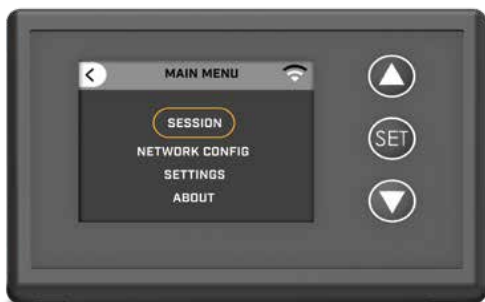 MAIN MENU
SESSION
NETWORK CONFIG
SETTINGS
ABOUT
SET